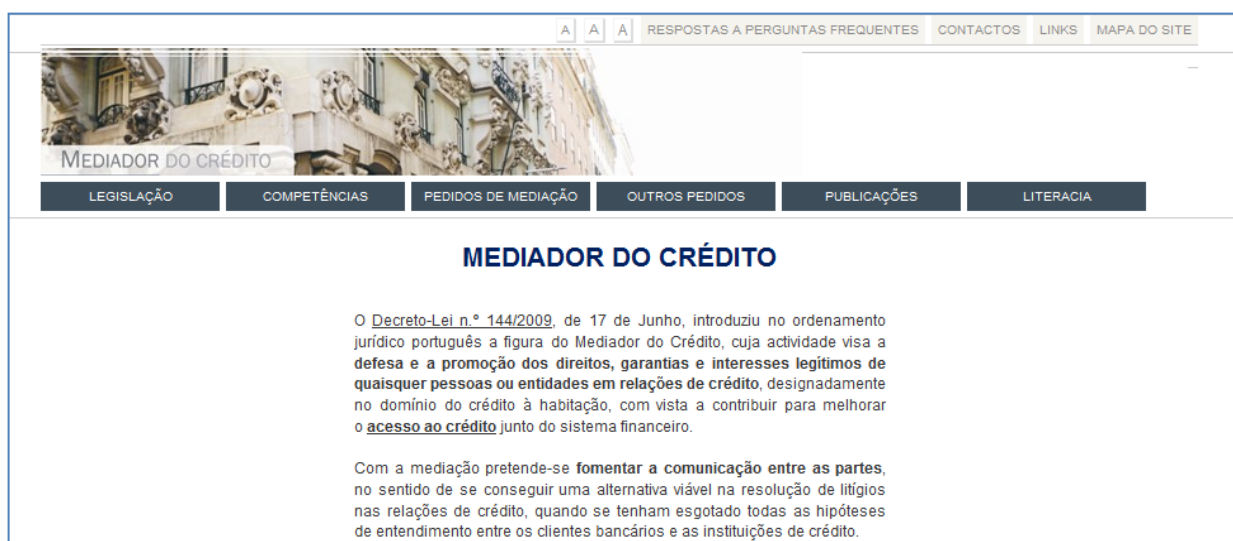 A A A RESPOSTAS A PERGUNTAS FREQUENTES CONTACTOS LINKS MAPA DO SITE
MEDIADOR DO CRÉDITO
LEGISLAÇÃO COMPETÊNCIAS PEDIDOS DE MEDIAÇÃO OUTROS PEDIDOS PUBLICAÇÕES LITERACIA
MEDIADOR DO CRÉDITO
O Decreto-Lei n.º 144/2009, de 17 de Junho, introduziu no ordenamento
jurídico português a figura do Mediador do Crédito, cuja actividade visa a
defesa e a promoção dos direitos, garantias e interesses legítimos de
quaisquer pessoas ou entidades em relações de crédito, designadamente
no domínio do crédito à habitação, com vista a contribuir para melhorar
o acesso ao crédito junto do sistema financeiro.
Com a mediação pretende-se fomentar a comunicação entre as partes,
no sentido de se conseguir uma alternativa viável na resolução de litígios
nas relações de crédito, quando se tenham esgotado todas as hipóteses
de entendimento entre os clientes bancários e as instituições de crédito.